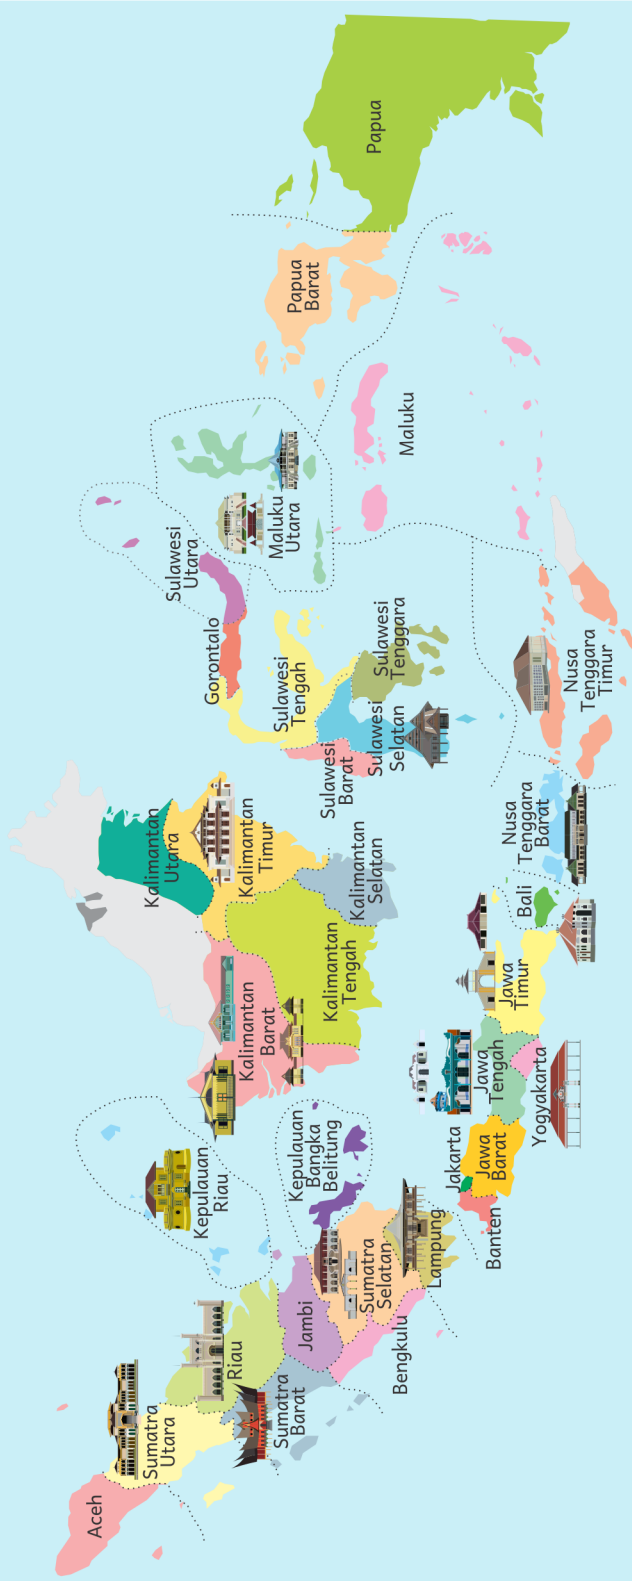 Aceh
Sumatra
Utara
Riau
Kepulauan
Riau
Sumatra
Barat
Jambi
Kepulauan
Bangka
Belitung
Sumatra
Selatan
Bengkulu
Lampung
Banten
Jakarta
Jawa
Barat
Jawa
Tengah
Yogyakarta
Jawa
Timur
Bali
Kalimantan
Barat
Kalimantan
Tengah
Kalimantan
Selatan
Kalimantan
Timur
Kalimantan
Utara
Nusa
Tenggara
Barat
Nusa
Tenggara
Timur
Sulawesi
Barat
Sulawesi
Selatan
Sulawesi
Tengah
Sulawesi
Tenggara
Gorontalo
Sulawesi
Utara
Maluku
Utara
Maluku
Papua
Barat
Papua